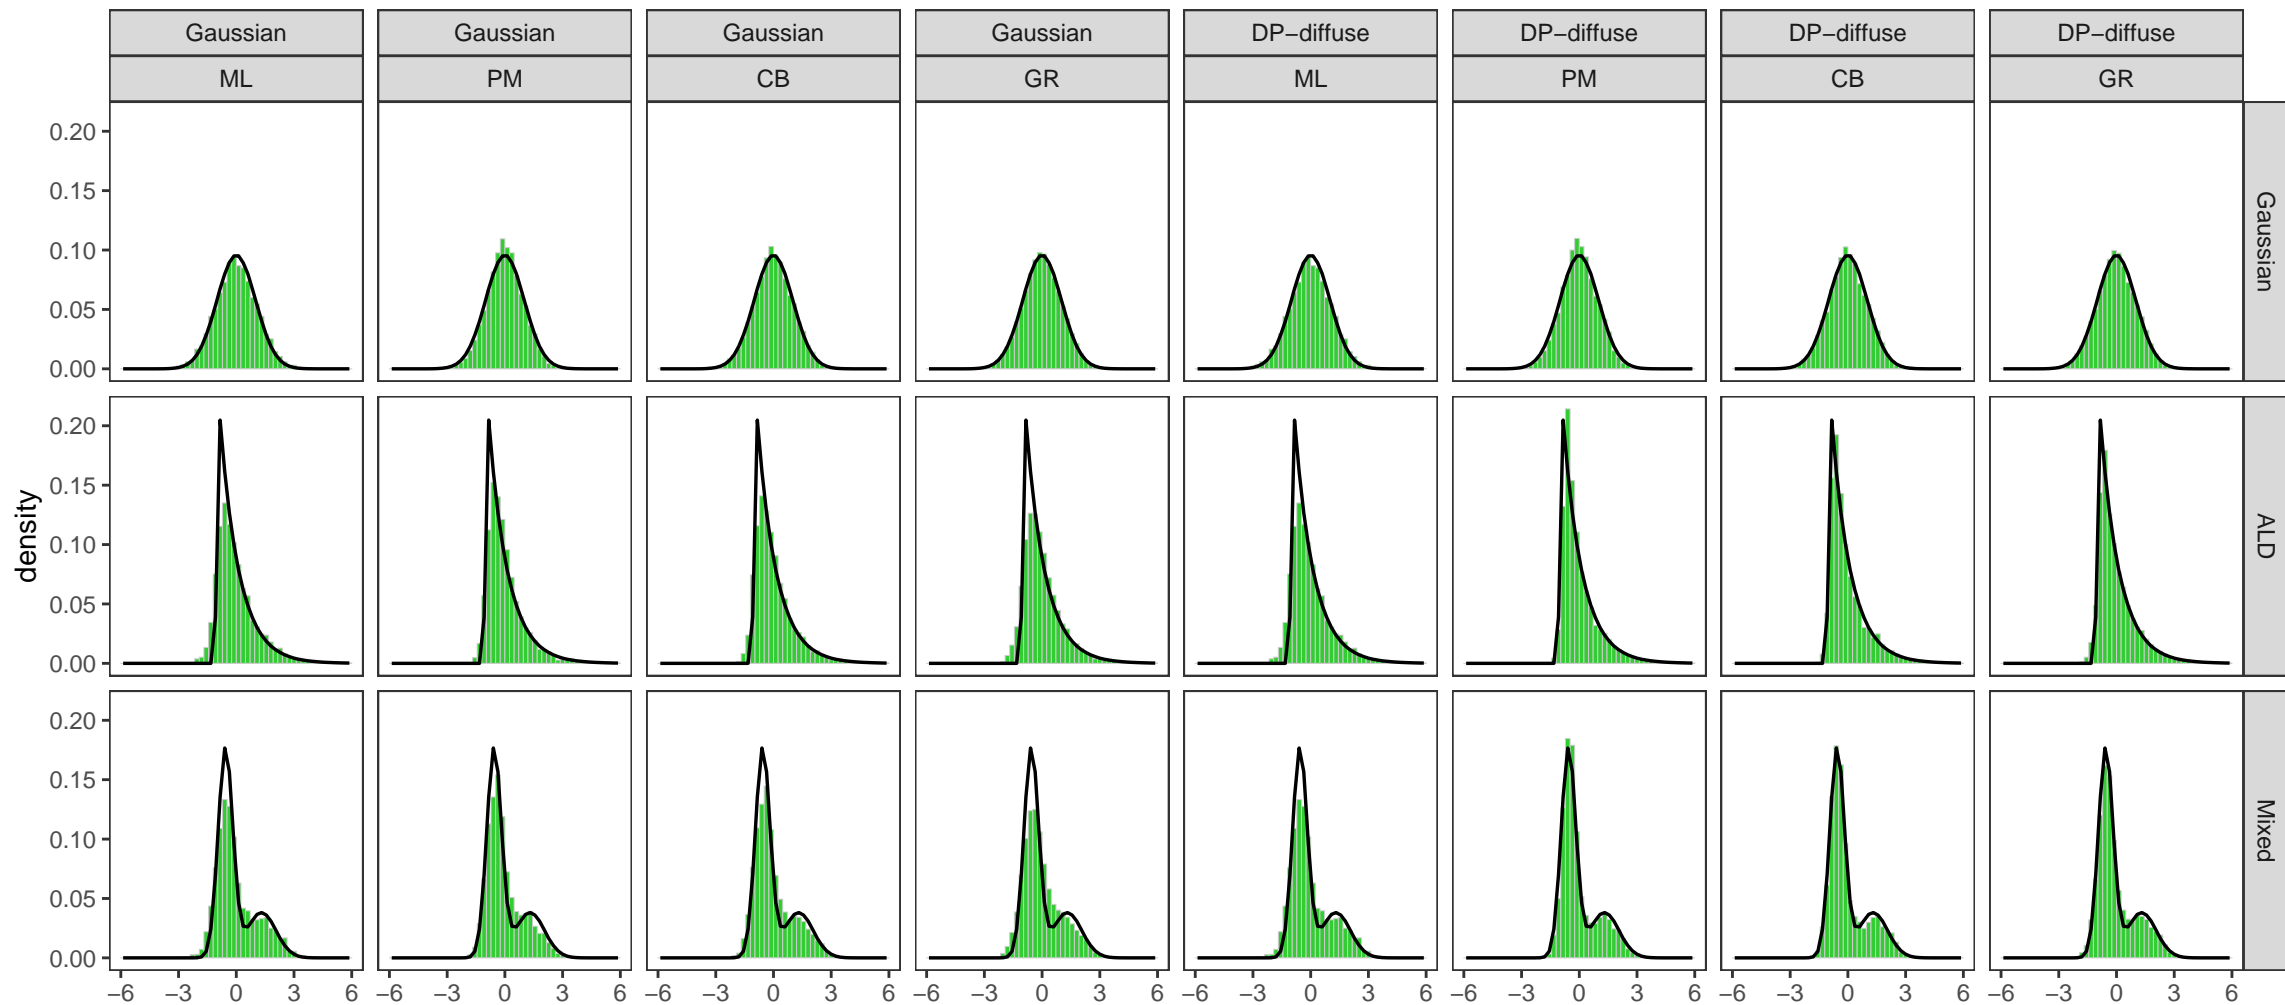 Gaussian Gaussian Gaussian Gaussian DP−diffuse DP−diffuse DP−diffuse DP−diffuse
ML PM CB GR ML PM CB GR
0.20
0.15
0.10
0.05
0.00
Gaussian
0.20
0.15
0.10
0.05
0.00
ALD
density
0.20
0.15
0.10
0.05
0.00
Mixed
−6 −3 0 3 6 −6 −3 0 3 6 −6 −3 0 3 6 −6 −3 0 3 6 −6 −3 0 3 6 −6 −3 0 3 6 −6 −3 0 3 6 −6 −3 0 3 6